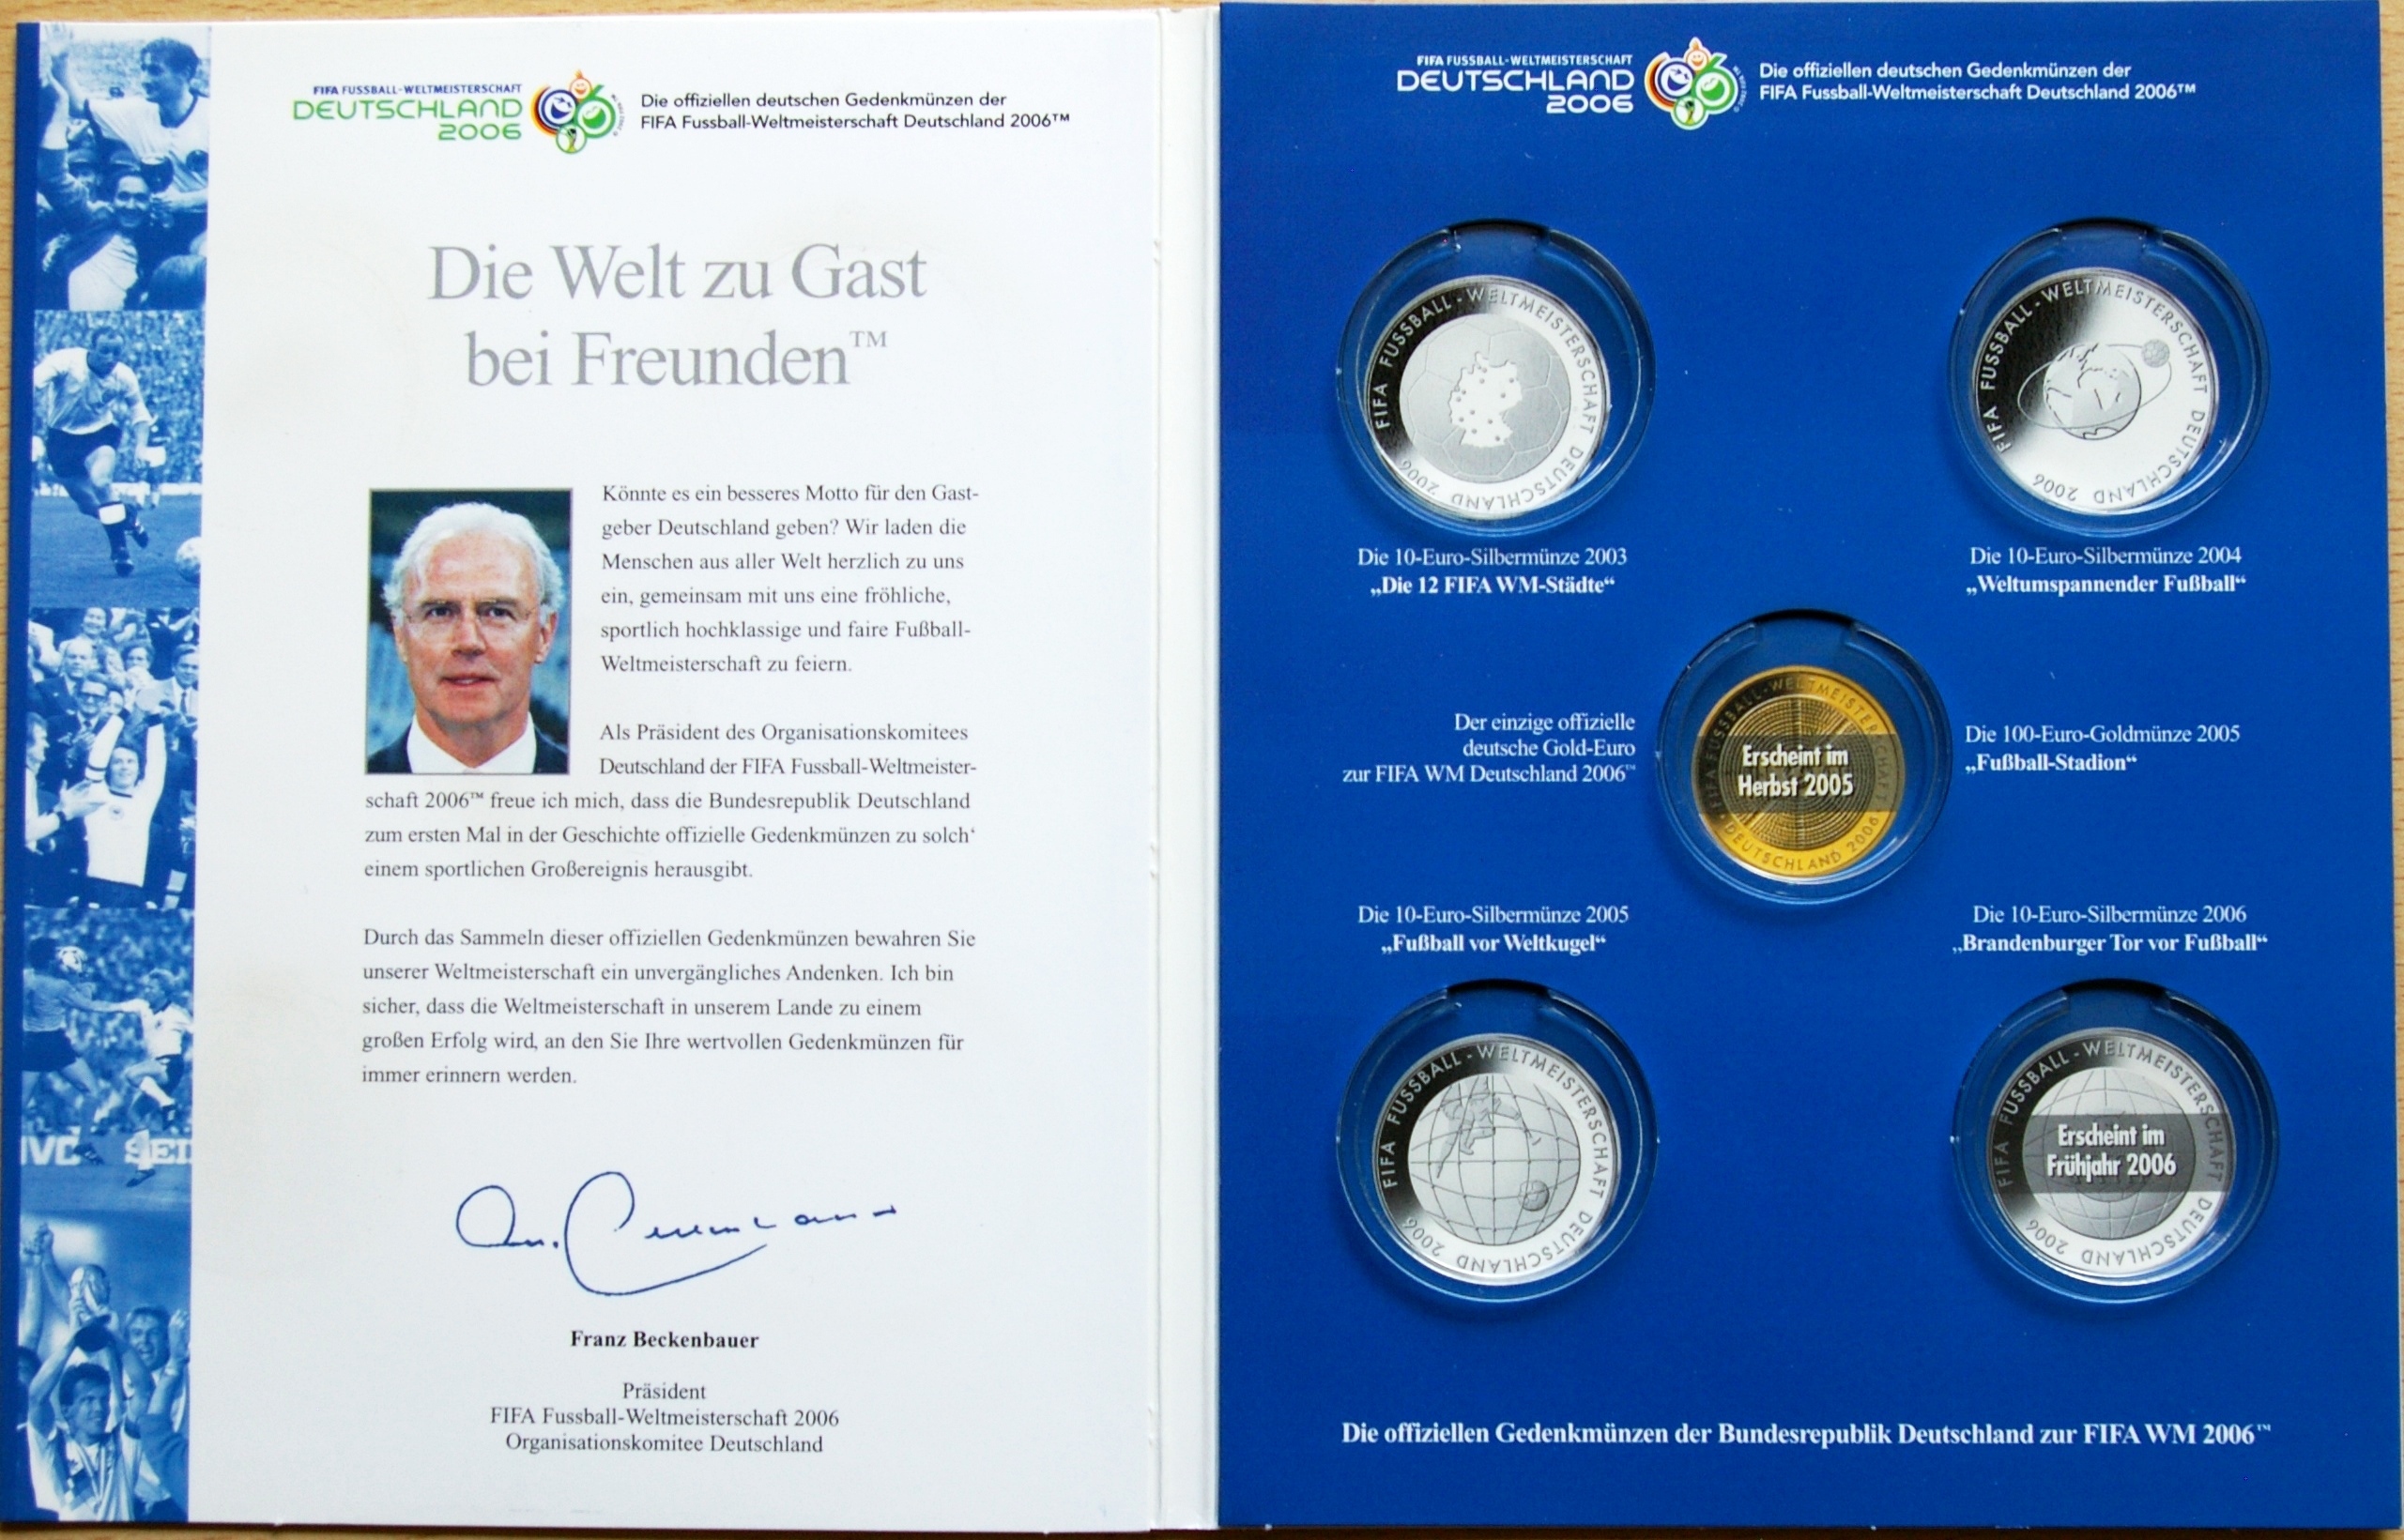 FIFA FUSSBALL-WELTMEISTERSCHAFT
DEUTSCHLAND
2006
Die offiziellen deutschen Gedenkmünzen der
FIFA Fussball-Weltmeisterschaft Deutschland 2006™
Die Welt zu Gast
bei Freunden™
Könnte es ein besseres Motto für den Gast-
geber Deutschland geben? Wir laden die
Menschen aus aller Welt herzlich zu uns
ein, gemeinsam mit uns eine fröhliche,
sportlich hochklassige und faire Fußball-
Weltmeisterschaft zu feiern.
Als Präsident des Organisationskomitees
Deutschland der FIFA Fussball-Weltmeister-
schaft 2006™ freue ich mich, dass die Bundesrepublik Deutschland
zum ersten Mal in der Geschichte offizielle Gedenkmünzen zu solch‘
einem sportlichen Großereignis herausgibt.
Durch das Sammeln dieser offiziellen Gedenkmünzen bewahren Sie
unserer Weltmeisterschaft ein unvergängliches Andenken. Ich bin
sicher, dass die Weltmeisterschaft in unserem Lande zu einem
großen Erfolg wird, an den Sie Ihre wertvollen Gedenkmünzen für
immer erinnern werden.
Franz Beckenbauer
Präsident
FIFA Fussball-Weltmeisterschaft 2006
Organisationskomitee Deutschland
FIFA FUSSBALL-WELTMEISTERSCHAFT
DEUTSCHLAND
2006
Die offiziellen deutschen Gedenkmünzen der
FIFA Fussball-Weltmeisterschaft Deutschland 2006™
FIFA FUSSBALL-WELTMEISTERSCHAFT DEUTSCHLAND 2006
Die 10-Euro-Silbermünze 2003
„Die 12 FIFA WM-Städte“
FIFA FUSSBALL-WELTMEISTERSCHAFT DEUTSCHLAND 2006
Die 10-Euro-Silbermünze 2004
„Weltumspannender Fußball“
Der einzige offizielle
deutsche Gold-Euro
zur FIFA WM Deutschland 2006™
FIFA FUSSBALL-WELTMEISTERSCHAFT
DEUTSCHLAND 2006
Erscheint im
Herbst 2005
Die 100-Euro-Goldmünze 2005
„Fußball-Stadion“
Die 10-Euro-Silbermünze 2005
„Fußball vor Weltkugel“
FIFA FUSSBALL-WELTMEISTERSCHAFT DEUTSCHLAND 2006
Die 10-Euro-Silbermünze 2006
„Brandenburger Tor vor Fußball“
FIFA FUSSBALL-WELTMEISTERSCHAFT DEUTSCHLAND 2006
Erscheint im
Frühjahr 2006
Die offiziellen Gedenkmünzen der Bundesrepublik Deutschland zur FIFA WM 2006™